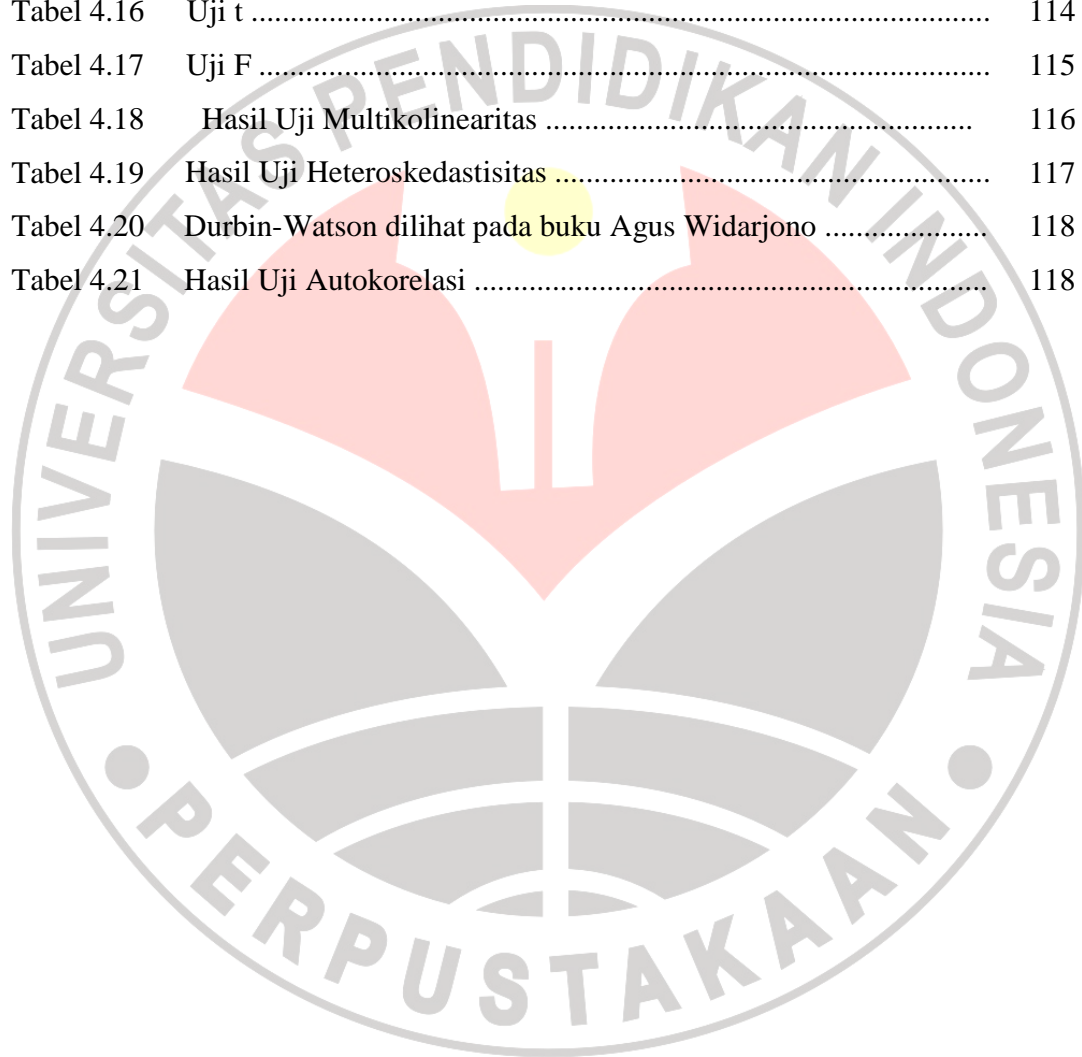 Tabel 4.16 Uji t .......................................................................................... 114
Tabel 4.17 Uji F ......................................................................................... 115
Tabel 4.18 Hasil Uji Multikolinearitas .................................................... 116
Tabel 4.19 Hasil Uji Heteroskedastisitas ..................................................... 117
Tabel 4.20 Durbin-Watson dilihat pada buku Agus Widarjono .................... 118
Tabel 4.21 Hasil Uji Autokorelasi .............................................................. 118
UNIVERSITAS PENDIDIKAN INDONESIA
PERPUSTAKAAN